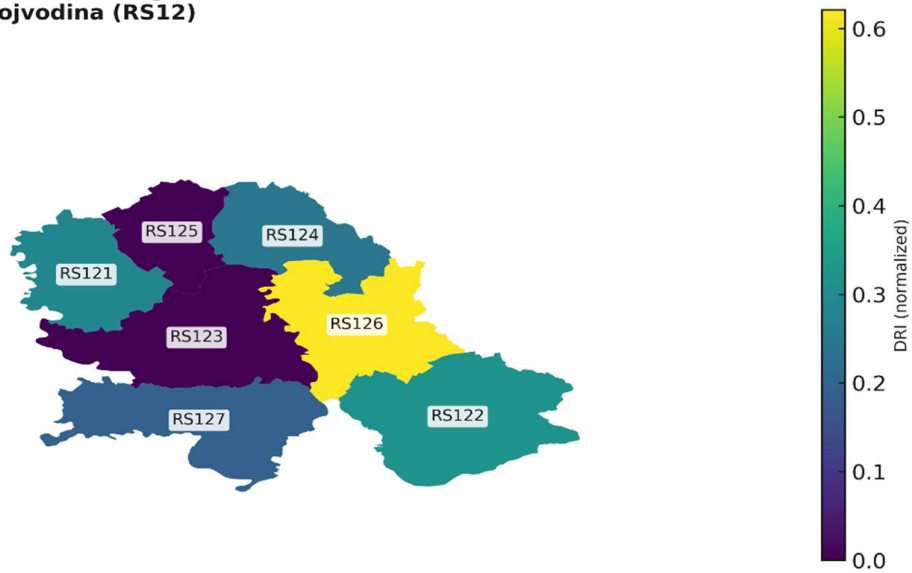 ojvodina (RS12)
RS125
RS124
RS121
RS126
RS123
RS127
RS122
0.6
0.5
0.4
0.3
0.2
0.1
0.0
DRI (normalized)